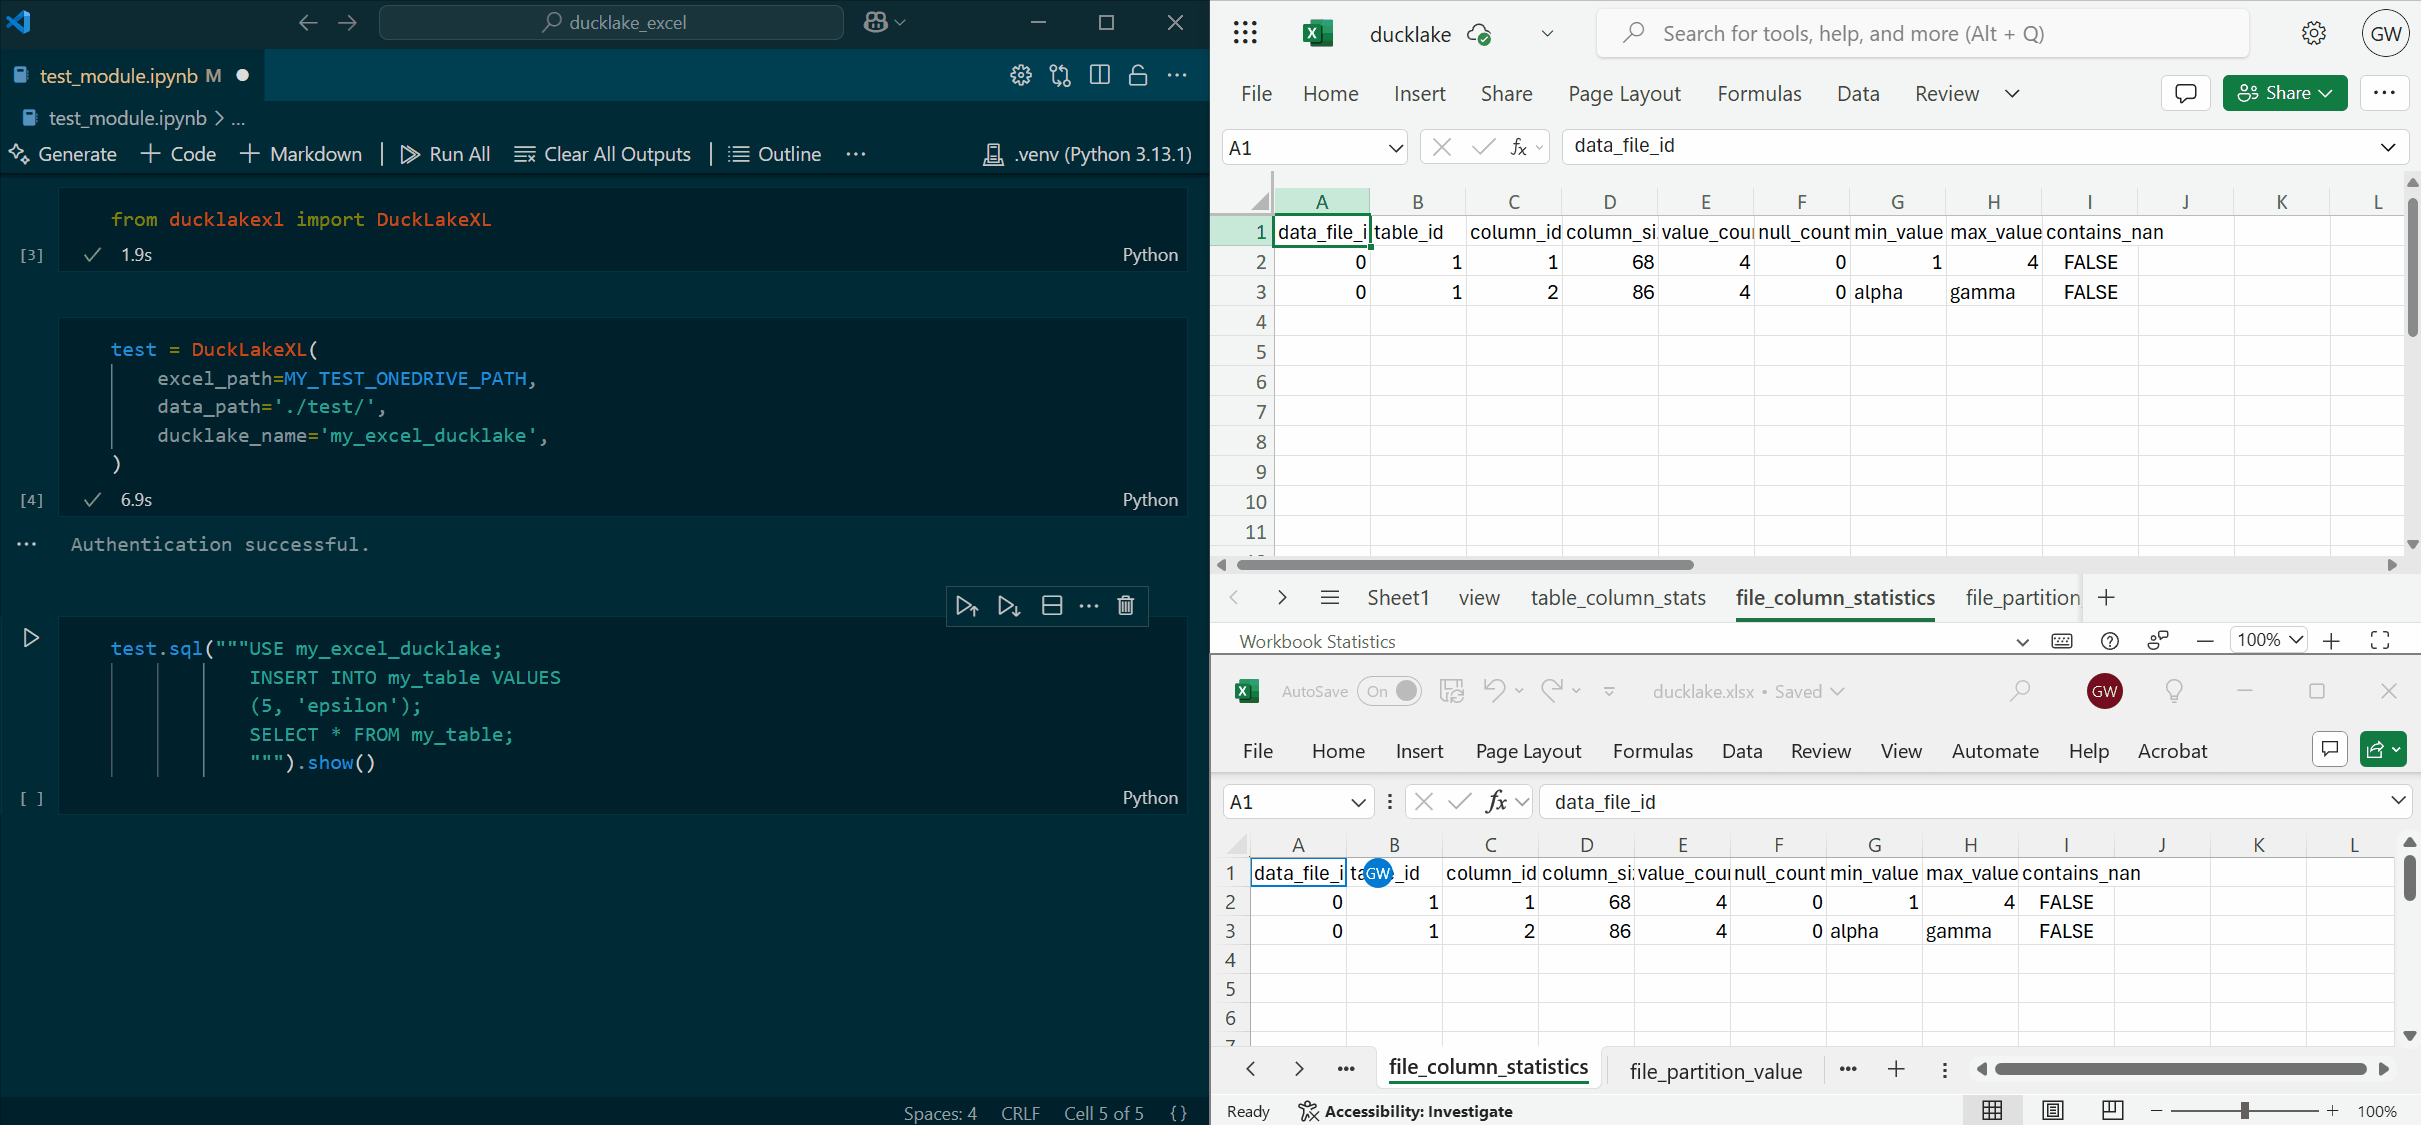 ducklake_excel
test_module.ipynb M
test_module.ipynb > ...
Generate + Code + Markdown | Run All Clear All Outputs | Outline ... .venv (Python 3.13.1)
from ducklakexl import DuckLakeXL
[3] 1.9s Python
test = DuckLakeXL(
excel_path=MY_TEST_ONEDRIVE_PATH,
data_path='./test/',
ducklake_name='my_excel_ducklake',
)
[4] 6.9s Python
... Authentication successful.
test.sql("""USE my_excel_ducklake;
INSERT INTO my_table VALUES
(5, 'epsilon');
SELECT * FROM my_table;
""").show()
[ ] Python
Spaces: 4 CRLF Cell 5 of 5 {}
ducklake Search for tools, help, and more (Alt + Q) GW
File Home Insert Share Page Layout Formulas Data Review Share ...
A1 fx data_file_id
A B C D E F G H I J K L
1 data_file_i table_id column_id column_si value_cou null_count min_value max_value contains_nan
2 0 1 1 68 4 0 1 4 FALSE
3 0 1 2 86 4 0 alpha gamma FALSE
4
5
6
7
8
9
10
11
Sheet1 view table_column_stats file_column_statistics file_partition +
Workbook Statistics 100%
AutoSave On ducklake.xlsx • Saved GW
File Home Insert Page Layout Formulas Data Review View Automate Help Acrobat
A1 fx data_file_id
A B C D E F G H I J K L
1 data_file_i ta GW _id column_id column_si value_cou null_count min_value max_value contains_nan
2 0 1 1 68 4 0 1 4 FALSE
3 0 1 2 86 4 0 alpha gamma FALSE
4
5
6
7
... file_column_statistics file_partition_value ... +
Ready Accessibility: Investigate 100%